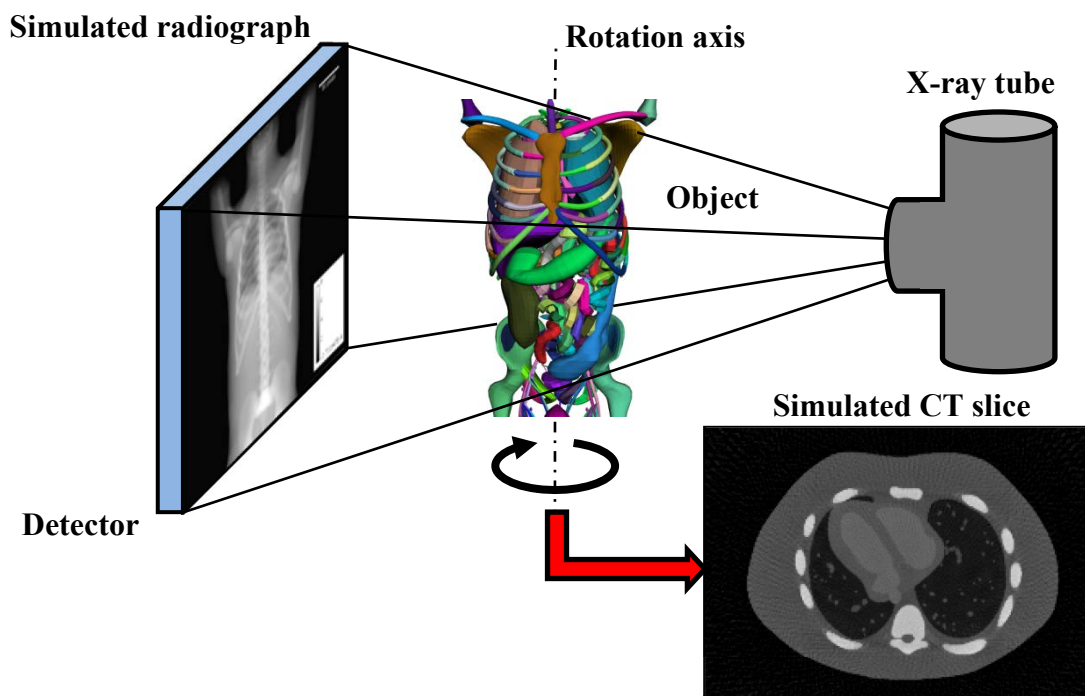 Simulated radiograph
Rotation axis
X-ray tube
Object
Simulated CT slice
Detector